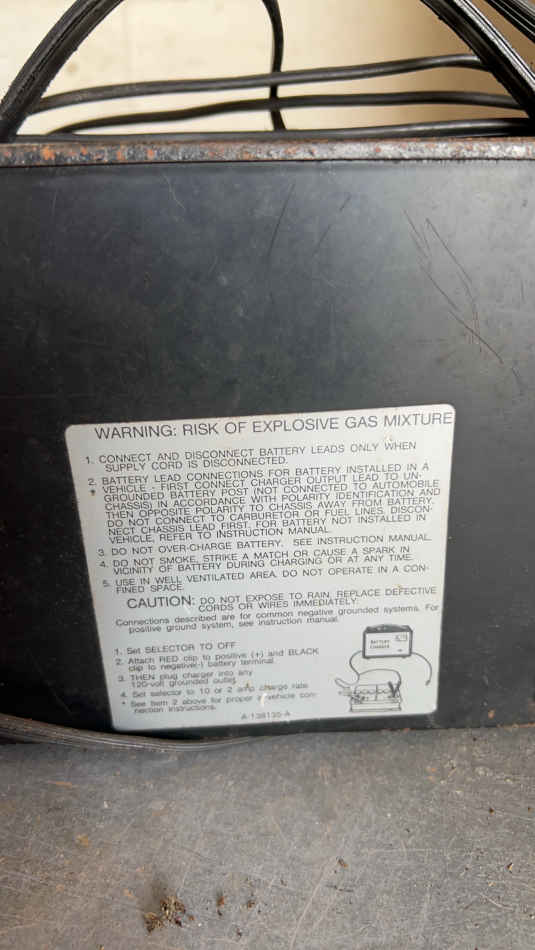 WARNING: RISK OF EXPLOSIVE GAS MIXTURE
1. CONNECT AND DISCONNECT BATTERY LEADS ONLY WHEN
SUPPLY CORD IS DISCONNECTED.
2. BATTERY LEAD CONNECTIONS FOR BATTERY INSTALLED IN A
* VEHICLE - FIRST CONNECT CHARGER OUTPUT LEAD TO UN-
GROUNDED BATTERY POST (NOT CONNECTED TO AUTOMOBILE
CHASSIS) IN ACCORDANCE WITH POLARITY IDENTIFICATION AND
THEN OPPOSITE POLARITY TO CHASSIS AWAY FROM BATTERY.
DO NOT CONNECT TO CARBURETOR OR FUEL LINES. DISCON-
NECT CHASSIS LEAD FIRST. FOR BATTERY NOT INSTALLED IN
VEHICLE, REFER TO INSTRUCTION MANUAL.
3. DO NOT OVER-CHARGE BATTERY. SEE INSTRUCTION MANUAL.
4. DO NOT SMOKE, STRIKE A MATCH OR CAUSE A SPARK IN
VICINITY OF BATTERY DURING CHARGING OR AT ANY TIME.
5. USE IN WELL VENTILATED AREA. DO NOT OPERATE IN A CON-
FINED SPACE.
CAUTION: DO NOT EXPOSE TO RAIN. REPLACE DEFECTIVE
CORDS OR WIRES IMMEDIATELY.
Connections described are for common negative grounded systems. For
positive ground system, see instruction manual.
1. Set SELECTOR TO OFF
2. Attach RED clip to positive (+) and BLACK
clip to negative(-) battery terminal.
3. THEN plug charger into any
120-volt grounded outlet.
4. Set selector to 10 or 2 amp charge rate.
* See Item 2 above for proper in vehicle con-
nection instructions.
BATTERY
CHARGER
A-138135-A